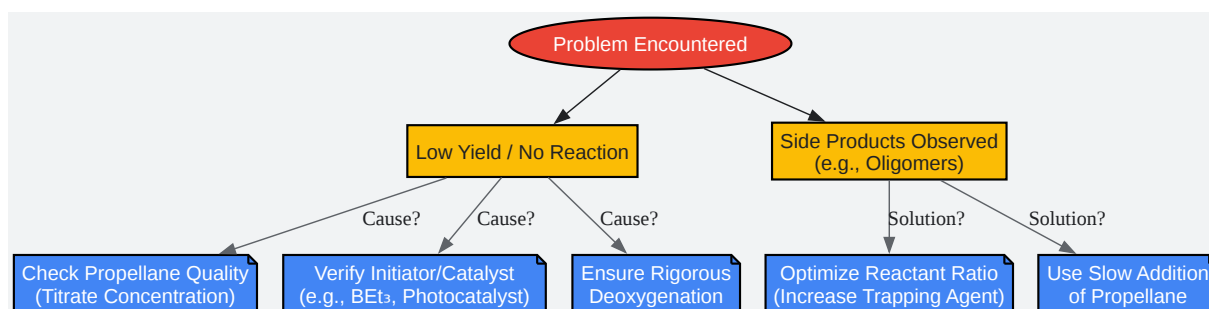 Problem Encountered
Low Yield / No Reaction
Side Products Observed
(e.g., Oligomers)
Cause?
Cause?
Cause?
Solution?
Solution?
Check Propellane Quality
(Titrate Concentration)
Verify Initiator/Catalyst
(e.g., BEt₃, Photocatalyst)
Ensure Rigorous
Deoxygenation
Optimize Reactant Ratio
(Increase Trapping Agent)
Use Slow Addition
of Propellane